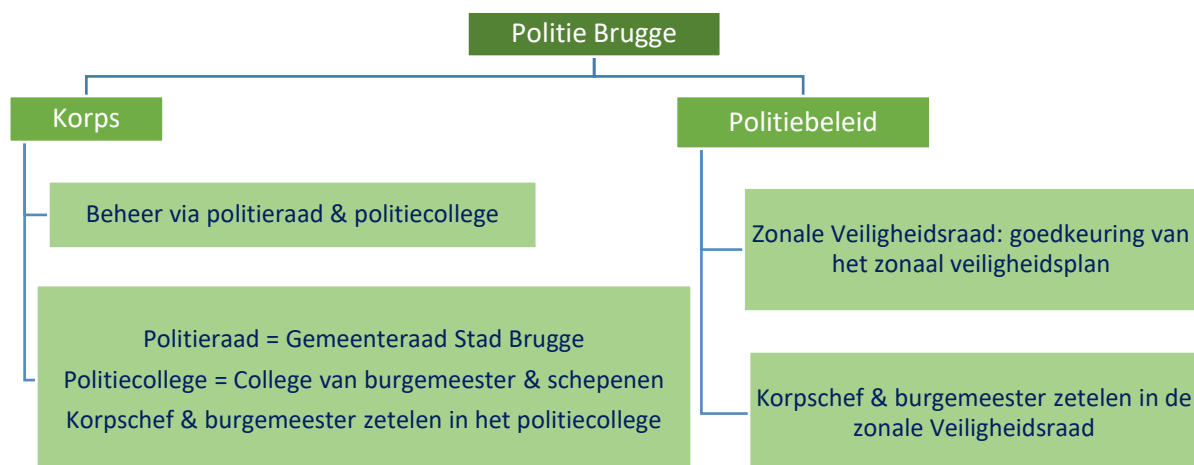 Politie Brugge
Korps
Politiebeleid
Beheer via politieraad & politiecollege
Politieraad = Gemeenteraad Stad Brugge
Politiecollege = College van burgemeester & schepenen
Korpschef & burgemeester zetelen in het politiecollege
Zonale Veiligheidsraad: goedkeuring van
het zonaal veiligheidsplan
Korpschef & burgemeester zetelen in de
zonale Veiligheidsraad